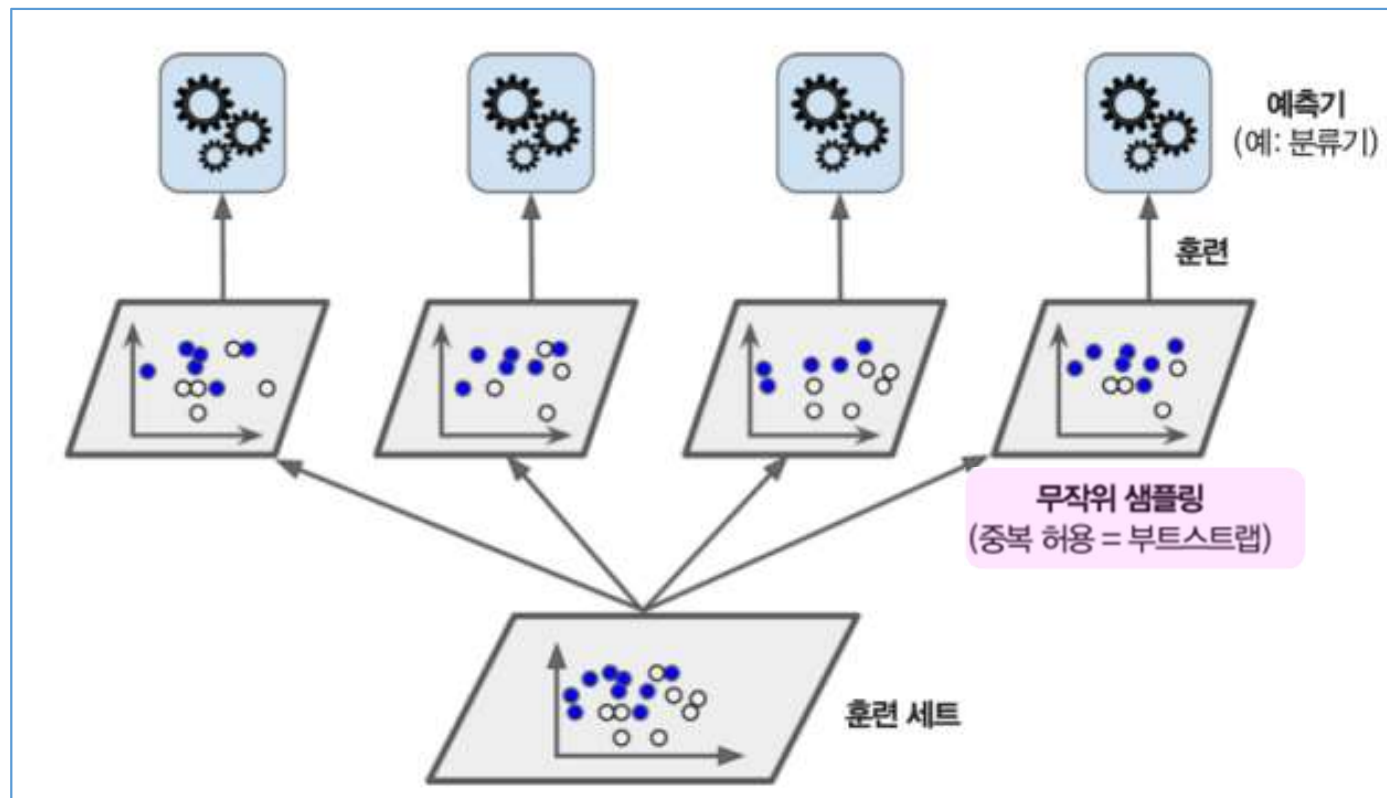 예측기
(예: 분류기)
훈련
무작위 샘플링
(중복 허용 = 부트스트랩)
훈련 세트